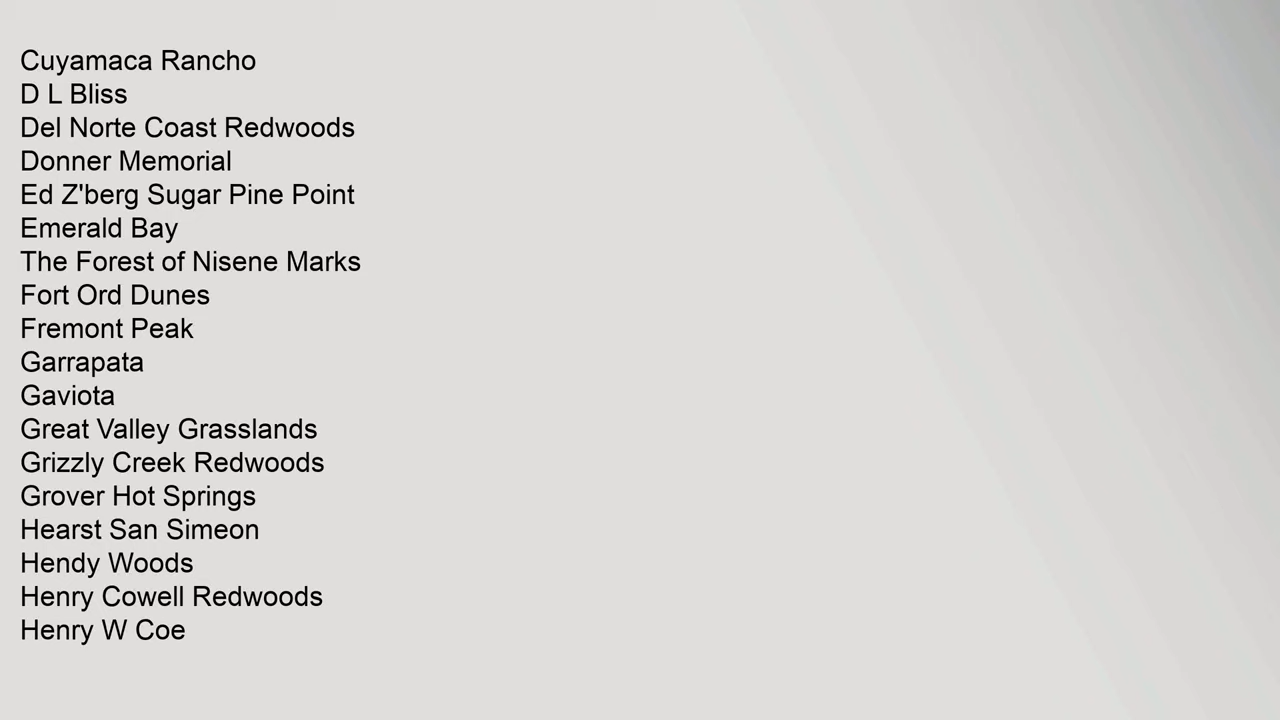 Cuyamaca Rancho
D L Bliss
Del Norte Coast Redwoods
Donner Memorial
Ed Z'berg Sugar Pine Point
Emerald Bay
The Forest of Nisene Marks
Fort Ord Dunes
Fremont Peak
Garrapata
Gaviota
Great Valley Grasslands
Grizzly Creek Redwoods
Grover Hot Springs
Hearst San Simeon
Hendy Woods
Henry Cowell Redwoods
Henry W Coe